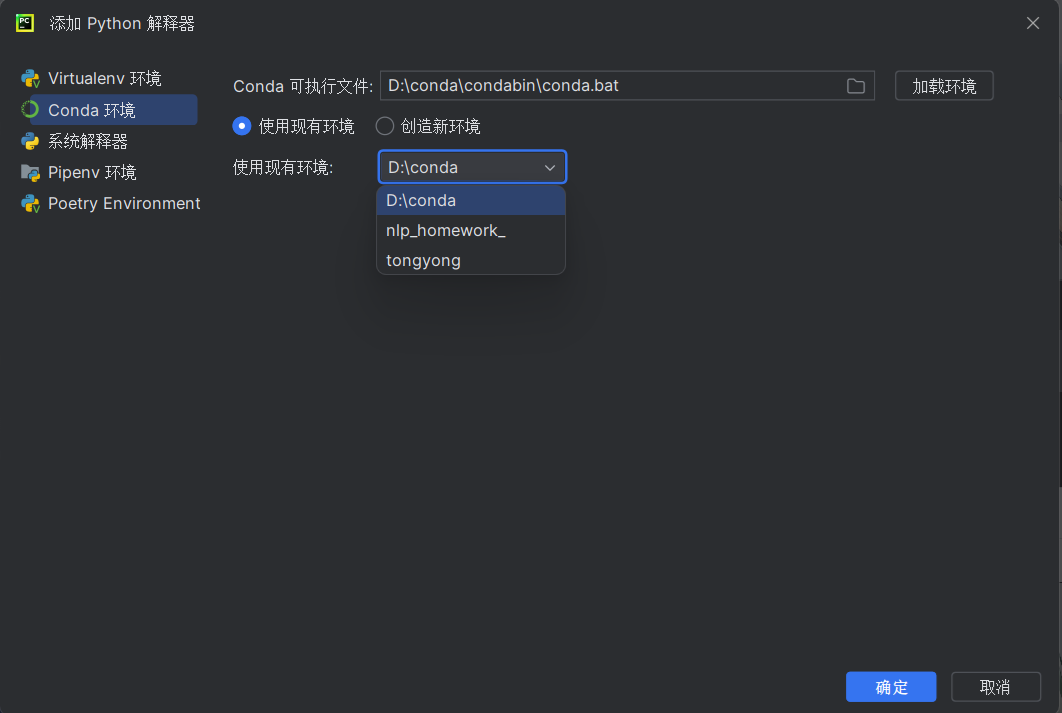 添加 Python 解释器
Virtualenv 环境
Conda 环境
系统解释器
Pipenv 环境
Poetry Environment
Conda 可执行文件: D:\conda\condabin\conda.bat 加载环境
使用现有环境 创造新环境
使用现有环境: D:\conda
D:\conda
nlp_homework_
tongyong
确定 取消